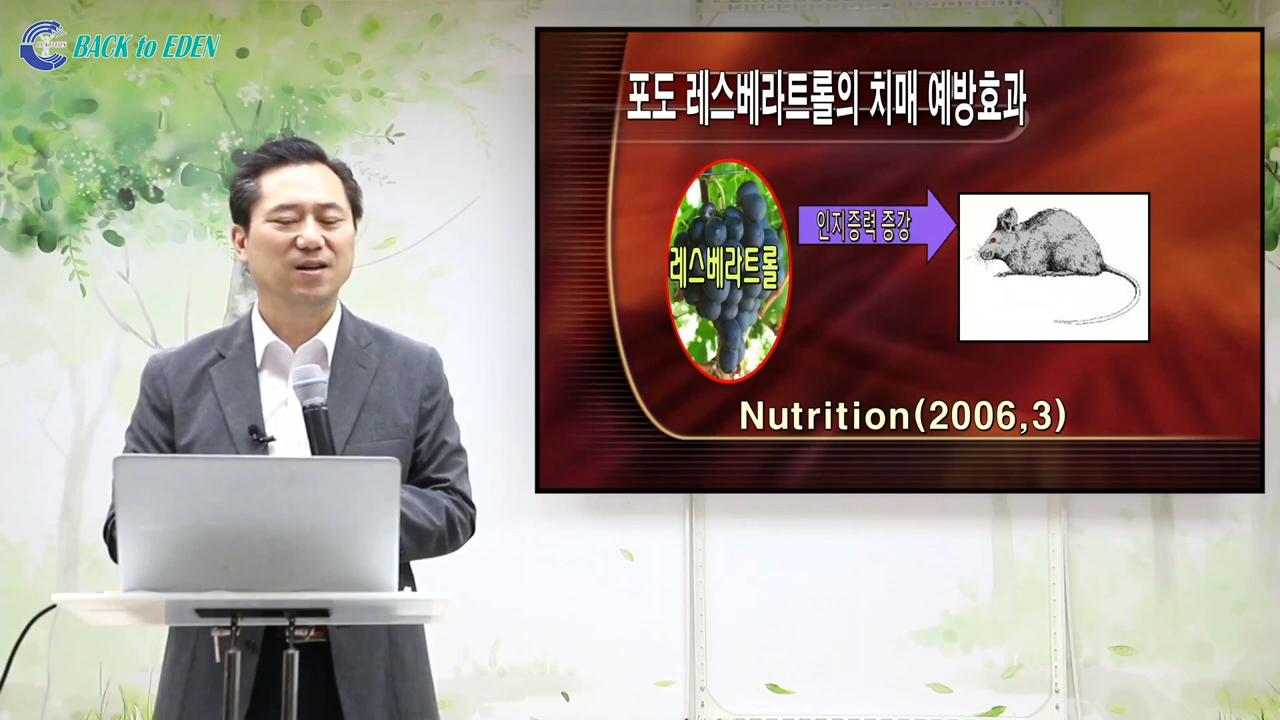 BACK to EDEN
포도 레스베라트롤의 치매 예방효과
레스베라트롤
인지증력 증강
Nutrition(2006,3)